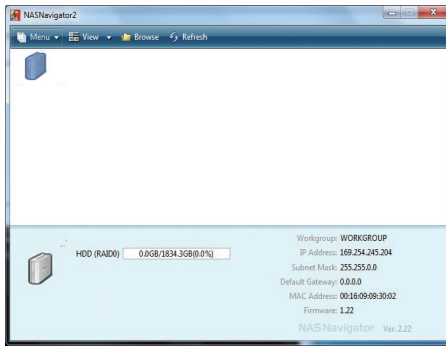 NASNavigator2
Menu View Browse Refresh
HDD (RAID0) 0.0GB/1834.3GB(0.0%)
Workgroup: WORKGROUP
IP Address: 169.254.245.204
Subnet Mask: 255.255.0.0
Default Gateway: 0.0.0.0
MAC Address: 00:16:09:09:30:02
Firmware: 1.22
NAS Navigator Ver. 2.22